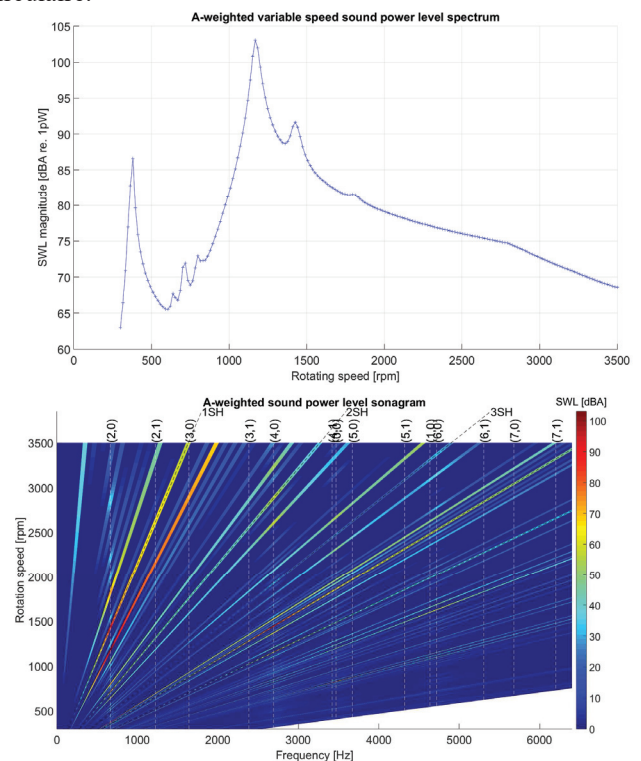 A-weighted variable speed sound power level spectrum
105
100
95
90
85
80
75
70
65
60
SWL magnitude [dBA re. 1pW]
0 500 1000 1500 2000 2500 3000 3500
Rotating speed [rpm]
A-weighted sound power level sonagram
SWL [dBA]
1SH 2SH 3SH
(2,0) (2,1) (3,0) (3,1) (4,0) (5,0) (5,1) (6,1) (7,0) (7,1)
3500
3000
2500
2000
1500
1000
500
Rotation speed [rpm]
100
90
80
70
60
50
40
30
20
10
0
0 1000 2000 3000 4000 5000 6000
Frequency [Hz]